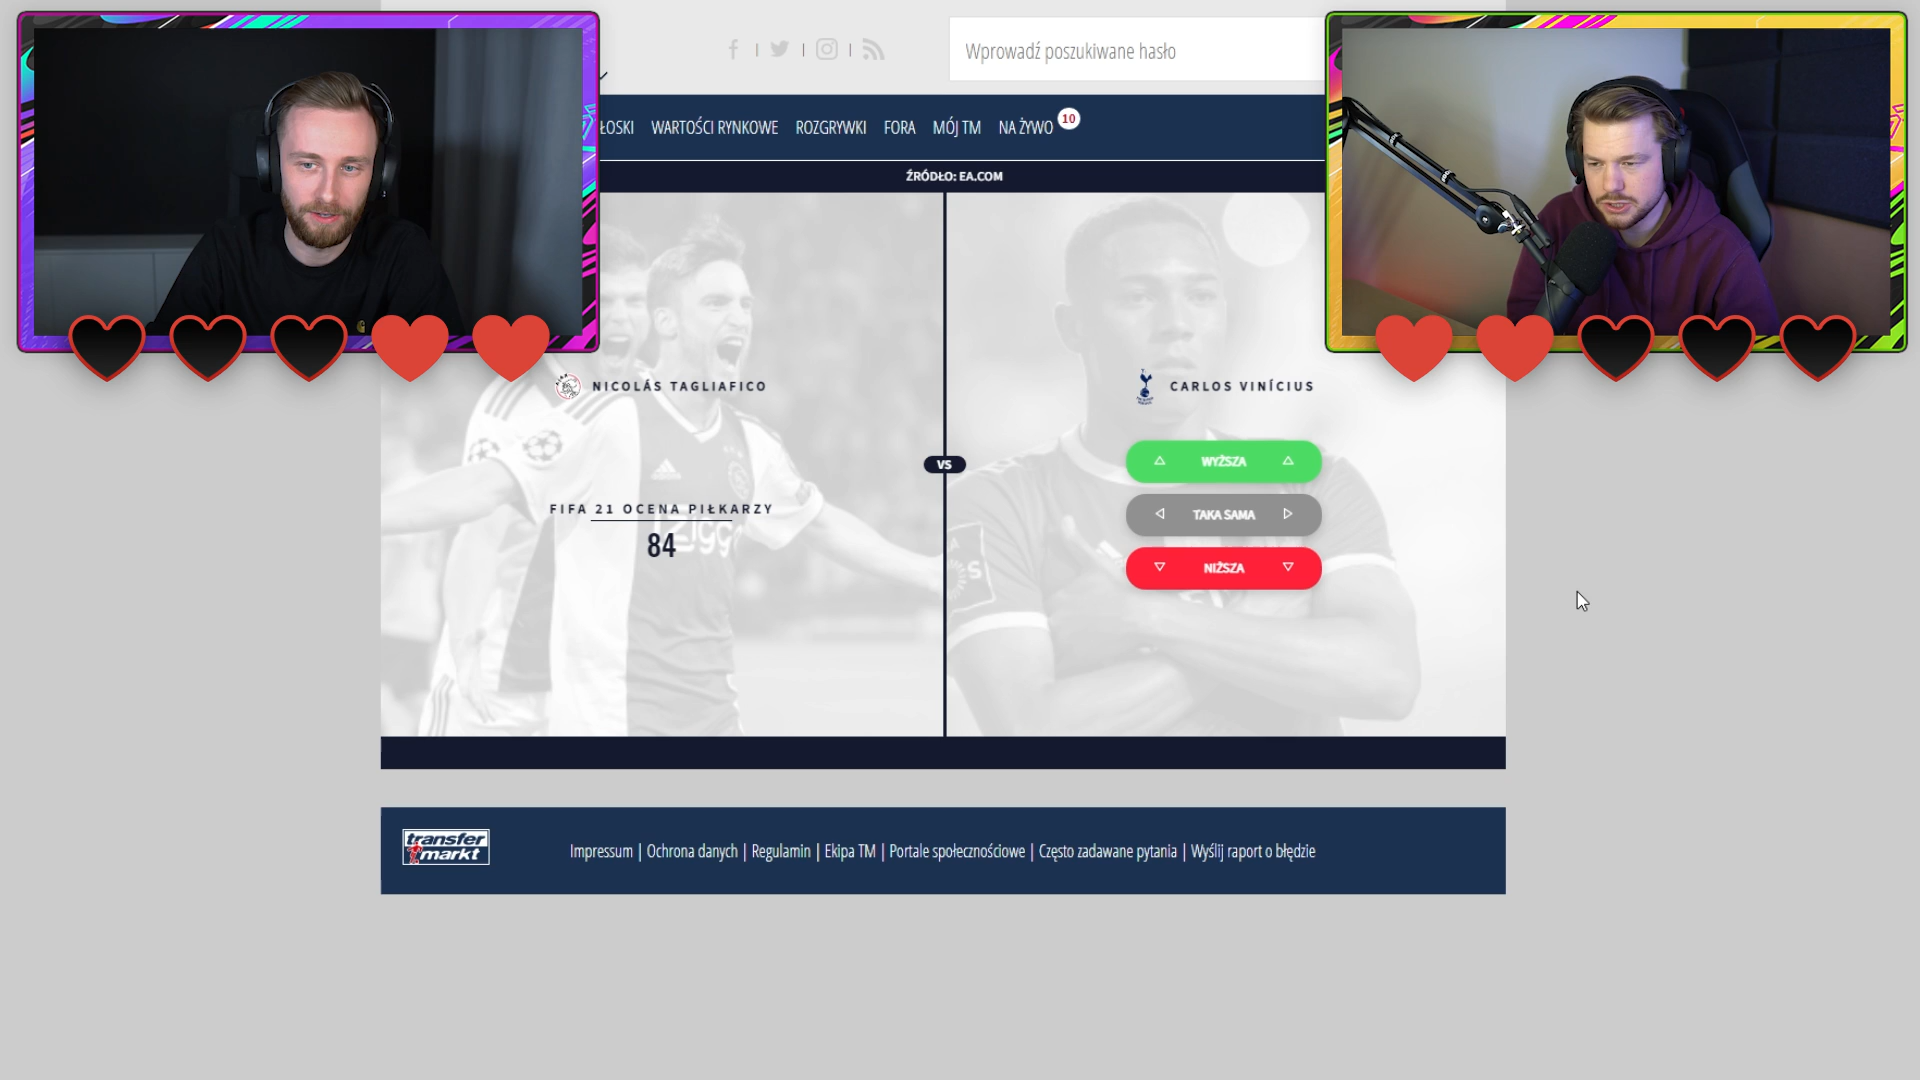 Wprowadź poszukiwane hasło
ŁOSKI WARTOŚCI RYNKOWE ROZGRYWKI FORA MÓJ TM NA ŻYWO 10
ŹRÓDŁO: EA.COM
NICOLÁS TAGLIAFICO
CARLOS VINÍCIUS
VS
WYŻSZA
TAKA SAMA
NIŻSZA
FIFA 21 OCENA PIŁKARZY
84
transfer
markt
Impressum | Ochrona danych | Regulamin | Ekipa TM | Portale społecznościowe | Często zadawane pytania | Wyślij raport o błędzie